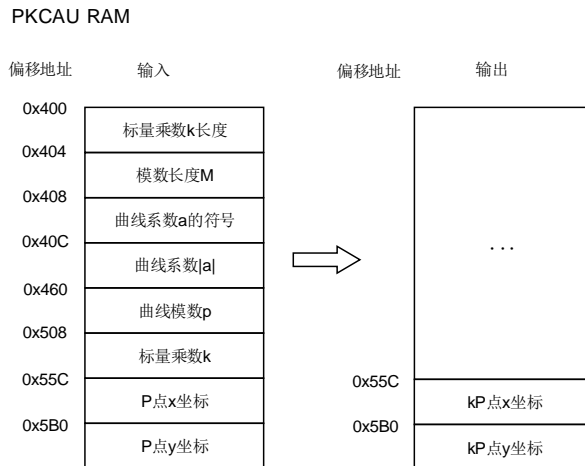 PKCAU RAM
偏移地址 输入 偏移地址 输出
0x400
标量乘数k长度
0x404
模数长度M
0x408
曲线系数a的符号
0x40C
曲线系数|a|
...
0x460
曲线模数p
0x508
标量乘数k
0x55C 0x55C
P点x坐标 kP点x坐标
0x5B0 0x5B0
P点y坐标 kP点y坐标